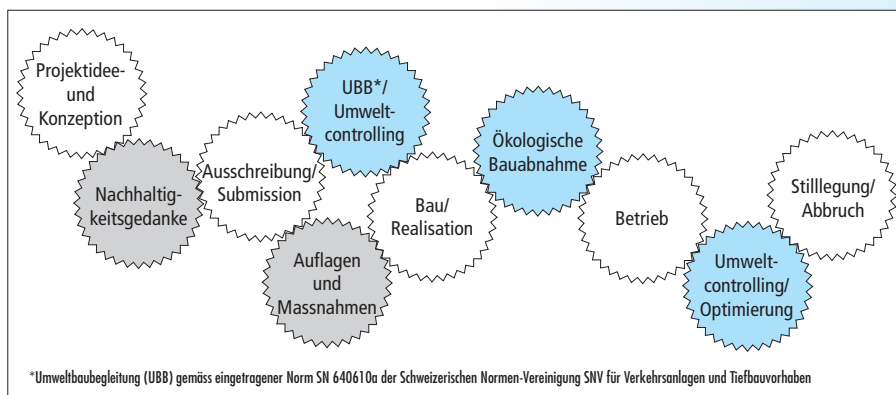 Projektidee-
und
Konzeption
Nachhaltig-
keitsgedanke
Ausschreibung/
Submission
UBB*/
Umwelt-
controlling
Auflagen
und
Massnahmen
Bau/
Realisation
Ökologische
Bauabnahme
Betrieb
Umwelt-
controlling/
Optimierung
Stilllegung/
Abbruch
*Umweltbaubegleitung (UBB) gemäss eingetragener Norm SN 640610a der Schweizerischen Normen-Vereinigung SNV für Verkehrsanlagen und Tiefbauvorhaben